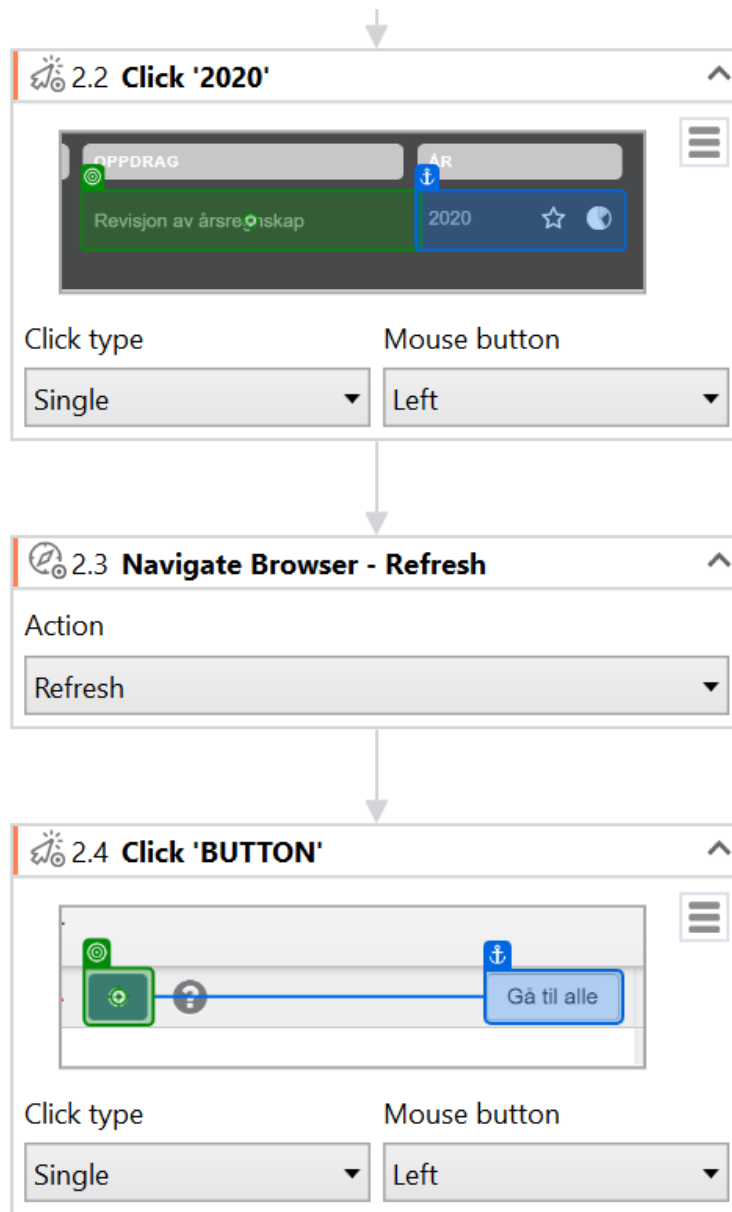 2.2 Click '2020'
OPPDRAG ÅR
Revisjon av årsregnskap 2020
Click type Mouse button
Single Left
2.3 Navigate Browser - Refresh
Action
Refresh
2.4 Click 'BUTTON'
? Gå til alle
Click type Mouse button
Single Left